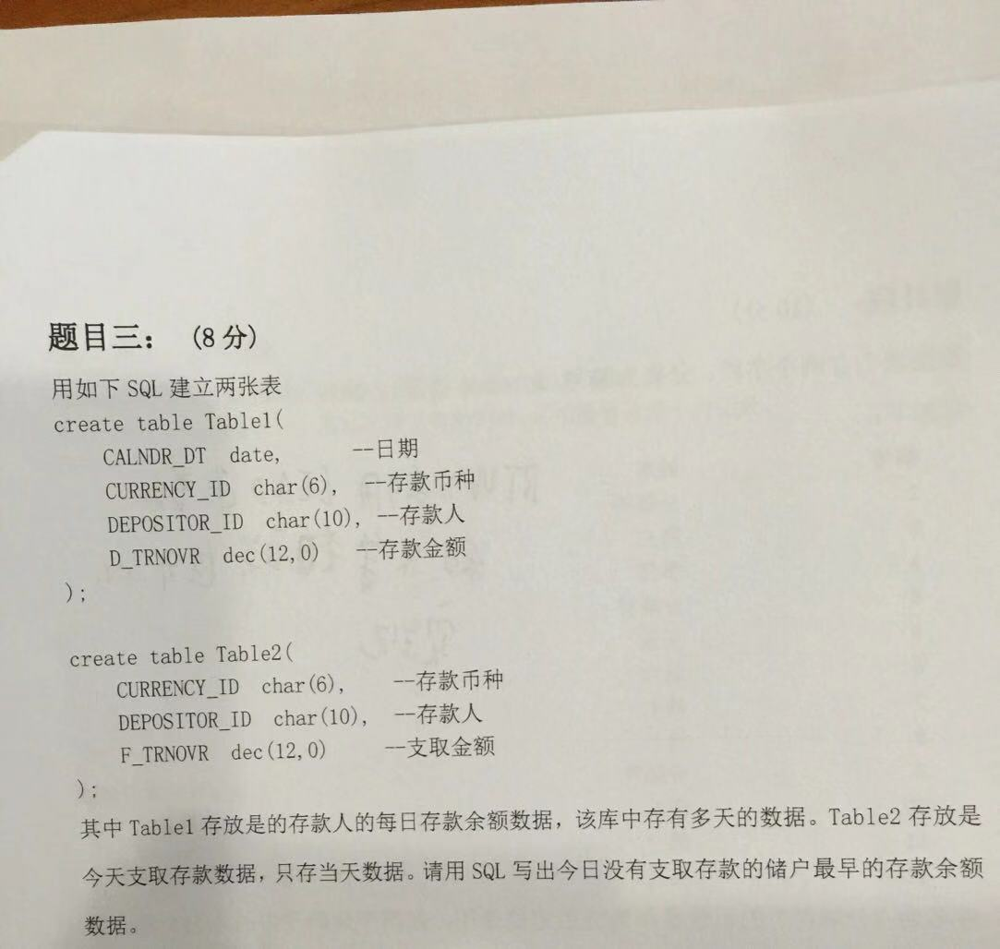 题目三： (8 分)
用如下 SQL 建立两张表
create table Table1(
CALNDR_DT date, --日期
CURRENCY_ID char(6), --存款币种
DEPOSITOR_ID char(10), --存款人
D_TRNOVR dec(12,0) --存款金额
);
create table Table2(
CURRENCY_ID char(6), --存款币种
DEPOSITOR_ID char(10), --存款人
F_TRNOVR dec(12,0) --支取金额
);
其中 Table1 存放是的存款人的每日存款余额数据，该库中存有多天的数据。Table2 存放是
今天支取存款数据，只存当天数据。请用 SQL 写出今日没有支取存款的储户最早的存款余额
数据。